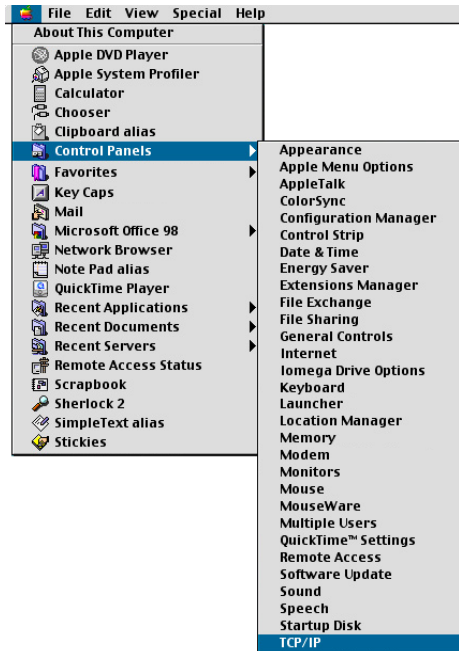 File Edit View Special Help
About This Computer
Apple DVD Player
Apple System Profiler
Calculator
Chooser
Clipboard alias
Control Panels
Favorites
Key Caps
Mail
Microsoft Office 98
Network Browser
Note Pad alias
QuickTime Player
Recent Applications
Recent Documents
Recent Servers
Remote Access Status
Scrapbook
Sherlock 2
SimpleText alias
Stickies
Appearance
Apple Menu Options
AppleTalk
ColorSync
Configuration Manager
Control Strip
Date & Time
Energy Saver
Extensions Manager
File Exchange
File Sharing
General Controls
Internet
Iomega Drive Options
Keyboard
Launcher
Location Manager
Memory
Modem
Monitors
Mouse
MouseWare
Multiple Users
QuickTime™ Settings
Remote Access
Software Update
Sound
Speech
Startup Disk
TCP/IP